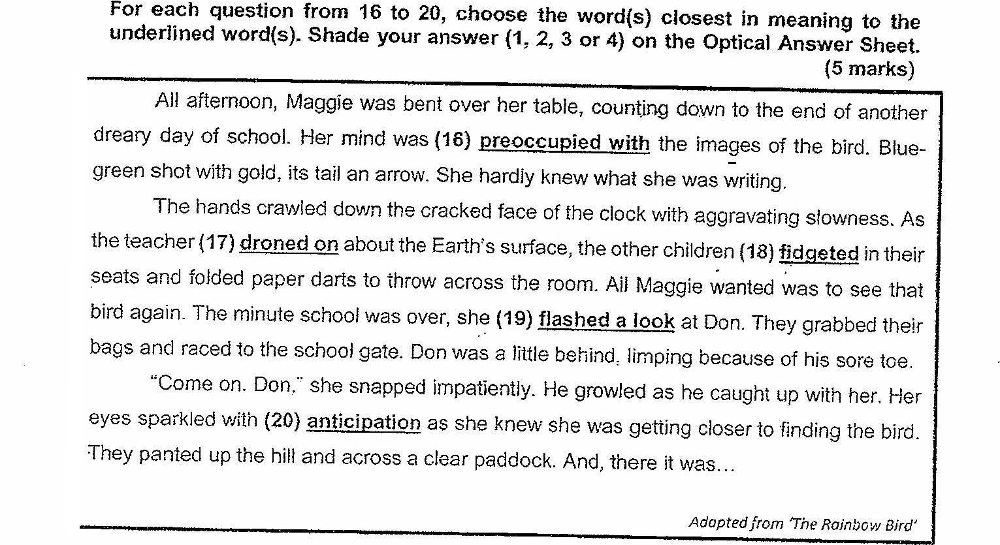 For each question from 16 to 20, choose the word(s) closest in meaning to the
underlined word(s). Shade your answer (1, 2, 3 or 4) on the Optical Answer Sheet.
(5 marks)
All afternoon, Maggie was bent over her table, counting down to the end of another
dreary day of school. Her mind was (16) preoccupied with the images of the bird. Blue-
green shot with gold, its tail an arrow. She hardly knew what she was writing.
The hands crawled down the cracked face of the clock with aggravating slowness. As
the teacher (17) droned on about the Earth's surface, the other children (18) fidgeted in their
seats and folded paper darts to throw across the room. All Maggie wanted was to see that
bird again. The minute school was over, she (19) flashed a look at Don. They grabbed their
bags and raced to the school gate. Don was a little behind, limping because of his sore toe.
"Come on. Don," she snapped impatiently. He growled as he caught up with her. Her
eyes sparkled with (20) anticipation as she knew she was getting closer to finding the bird.
They panted up the hill and across a clear paddock. And, there it was...
Adapted from 'The Rainbow Bird'